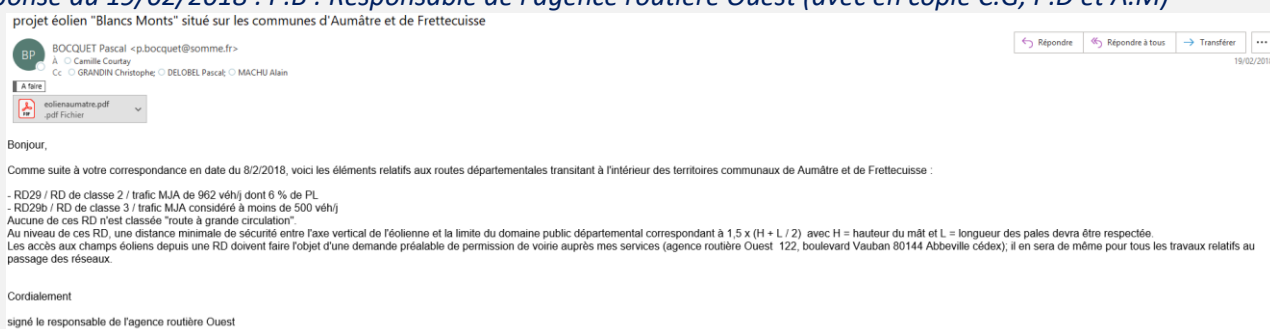 ponse du 19/02/2018 : P.B : Responsable de l'agence routière Ouest (avec en copie C.G, P.D et A.M)
projet éolien "Blancs Monts" situé sur les communes d'Aumâtre et de Frettecuisse
BP
BOCQUET Pascal <p.bocquet@somme.fr>
À Camille Courtay
Cc GRANDIN Christophe; DELOBEL Pascal; MACHU Alain
Répondre Répondre à tous Transférer ...
19/02/2018
A faire
eolienaumatre.pdf
.pdf Fichier
Bonjour,
Comme suite à votre correspondance en date du 8/2/2018, voici les éléments relatifs aux routes départementales transitant à l'intérieur des territoires communaux de Aumâtre et de Frettecuisse :
- RD29 / RD de classe 2 / trafic MJA de 962 véh/j dont 6 % de PL
- RD29b / RD de classe 3 / trafic MJA considéré à moins de 500 véh/j
Aucune de ces RD n'est classée "route à grande circulation".
Au niveau de ces RD, une distance minimale de sécurité entre l'axe vertical de l'éolienne et la limite du domaine public départemental correspondant à 1,5 x (H + L / 2) avec H = hauteur du mât et L = longueur des pales devra être respectée.
Les accès aux champs éoliens depuis une RD doivent faire l'objet d'une demande préalable de permission de voirie auprès mes services (agence routière Ouest 122, boulevard Vauban 80144 Abbeville cédex); il en sera de même pour tous les travaux relatifs au
passage des réseaux.
Cordialement
signé le responsable de l'agence routière Ouest